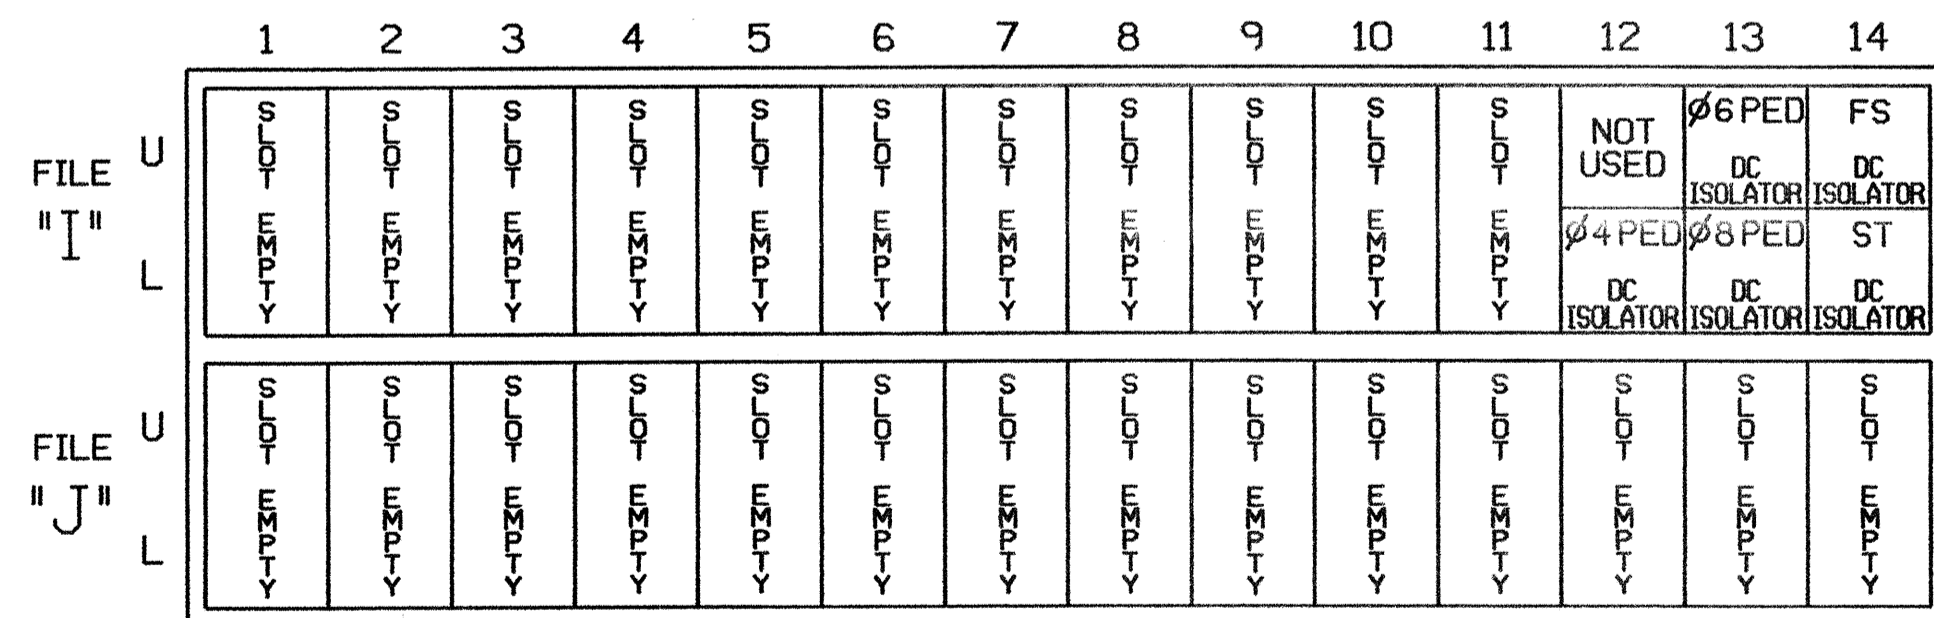 1 2 3 4 5 6 7 8 9 10 11 12 13 14
FILE "I"
U
L
SLOT EMPTY
SLOT EMPTY
SLOT EMPTY
SLOT EMPTY
SLOT EMPTY
SLOT EMPTY
SLOT EMPTY
SLOT EMPTY
SLOT EMPTY
SLOT EMPTY
SLOT EMPTY
NOT
USED
Ø6 PED
DC
ISOLATOR
FS
DC
ISOLATOR
Ø4 PED
DC
ISOLATOR
Ø8 PED
DC
ISOLATOR
ST
DC
ISOLATOR
FILE "J"
U
L
SLOT EMPTY
SLOT EMPTY
SLOT EMPTY
SLOT EMPTY
SLOT EMPTY
SLOT EMPTY
SLOT EMPTY
SLOT EMPTY
SLOT EMPTY
SLOT EMPTY
SLOT EMPTY
SLOT EMPTY
SLOT EMPTY
SLOT EMPTY